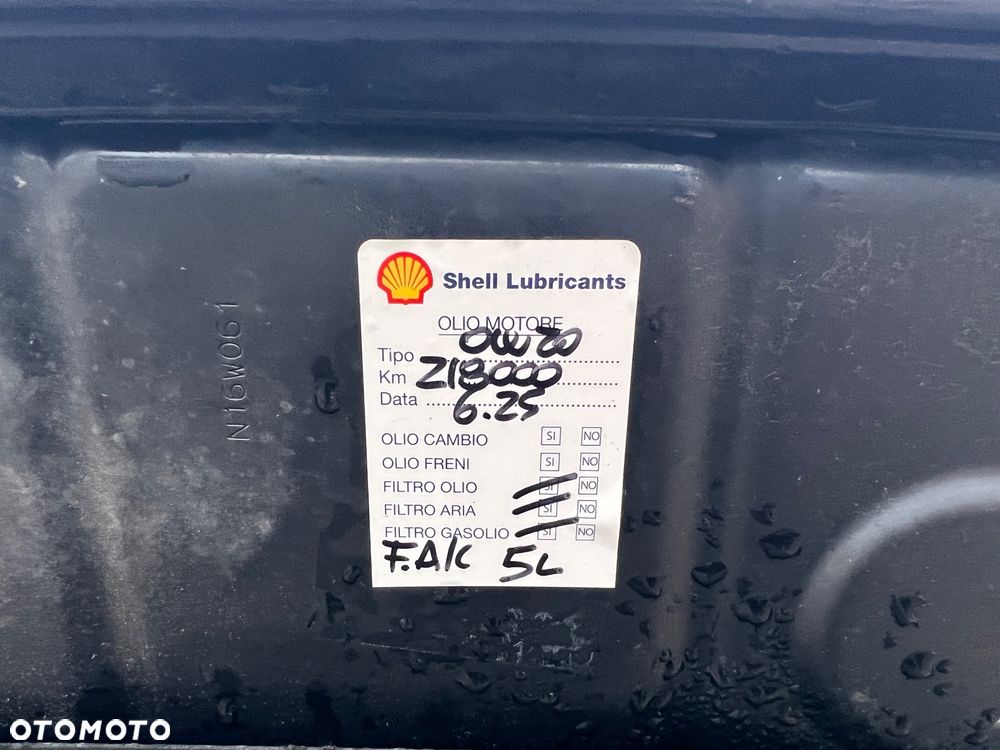 Shell Lubricants
OLIO MOTORE
Tipo 0W20
Km 218000
Data 6.25
OLIO CAMBIO SI NO
OLIO FRENI SI NO
FILTRO OLIO SI NO
FILTRO ARIA SI NO
FILTRO GASOLIO SI NO
F.A/C 5L
N16W061
OTOMOTO